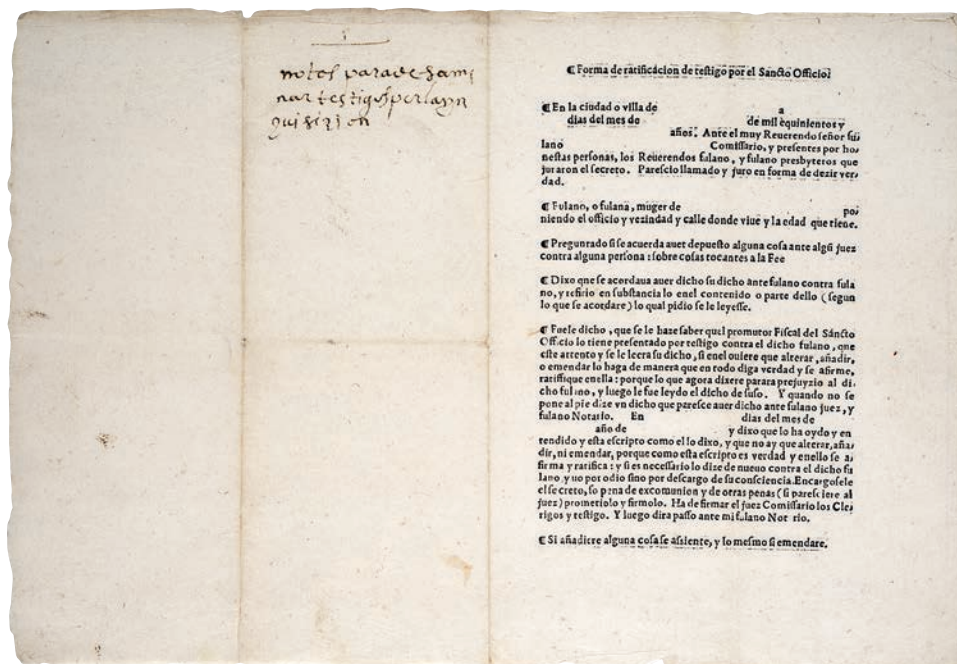 notos para dexami
nar testigos por la yn
quisizion
¶ Forma de ratificacion de testigo por el Sancto Officio?
¶ En la ciudad o villa de a
dias del mes de de mil e quinientos y
años. Ante el muy Reuerendo señor fu/
lano Comissario, y presentes por ho/
nestas personas, los Reuerendos fulano, y fulano presbyteros que
juraron el secreto. Parescio llamado y juro en forma de dezir ver/
dad.
¶ Fulano, o fulana, muger de po/
niendo el officio y vezindad y calle donde viue y la edad que tiene.
¶ Preguntado si se acuerda auer depuesto alguna cosa ante algũ juez
contra alguna persona : sobre cosas tocantes a la Fee
¶ Dixo que se acordaua auer dicho su dicho ante fulano contra fula
no, y refirio en substancia lo enel contenido o parte dello (segun
lo que se acordare) lo qual pidio se le leyesse.
¶ Fuele dicho, que se le haze saber quel promutor Fiscal del Sancto
Officio lo tiene presentado por testigo contra el dicho fulano, que
este attento y se le leera su dicho, si enel ouiere que alterar, añadir,
o emendar lo haga de manera que en todo diga verdad y se afirme,
ratiffique enella : porque lo que agora dixere parara prejuyzio al di/
cho fulano, y luego le fue leydo el dicho de suso. Y quando no se
pone al pie dize vn dicho que paresce auer dicho ante fulano juez, y
fulano Notario. En dias del mes de
año de y dixo que lo ha oydo y en
tendido y esta escripto como el lo dixo, y que no ay que alterar, aña/
dir, ni emendar, porque como esta escripto es verdad y enello se a/
firma y ratifica : y si es necessario lo dize de nueuo contra el dicho fu
lano, y no por odio sino por descargo de su consciencia. Encargosele
el secreto, so pena de excomunion y de otras penas (si paresciere al
juez) prometiolo y firmolo. Ha de firmar el juez Comissario los Cle/
rigos y testigo. Y luego dira passo ante mi fulano Not rio.
¶ Si añadiere alguna cosa se assiente, y lo mesmo si emendare.